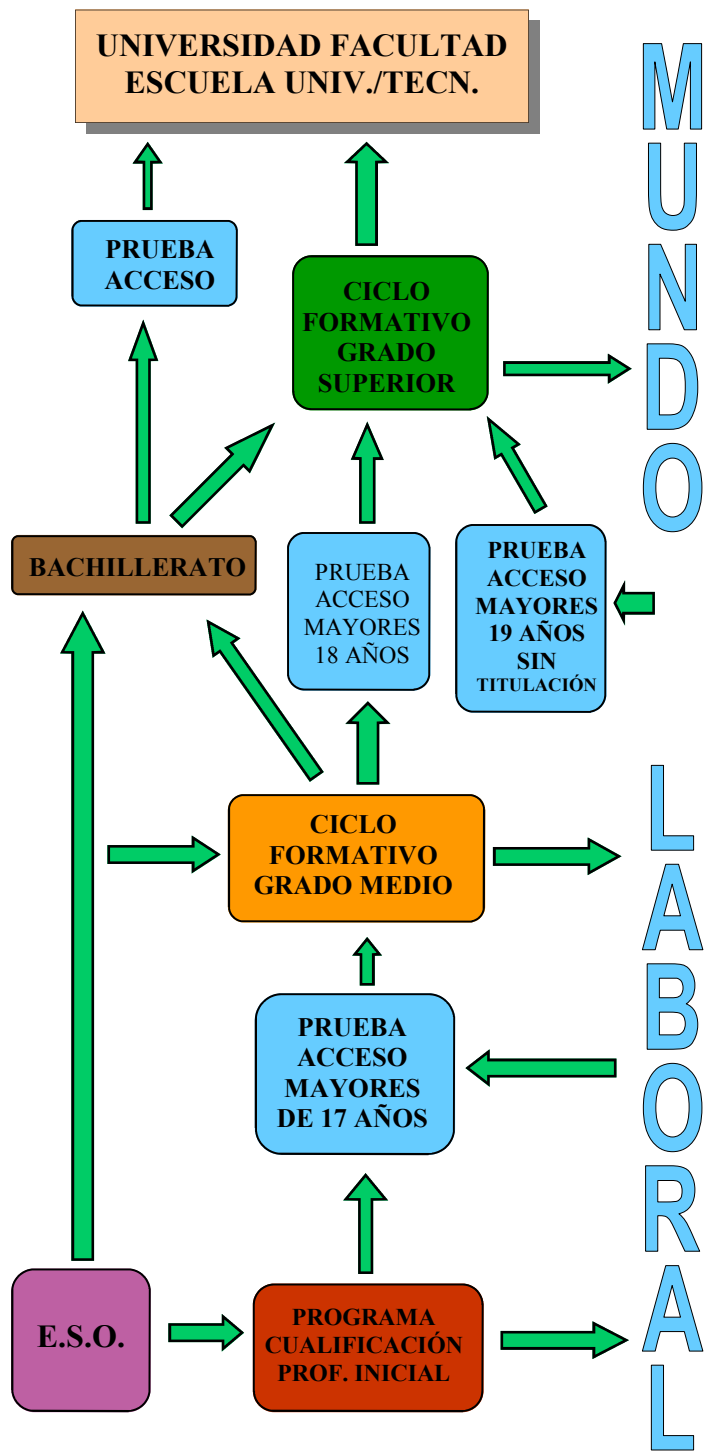 UNIVERSIDAD FACULTAD
ESCUELA UNIV./TECN.
PRUEBA
ACCESO
CICLO
FORMATIVO
GRADO
SUPERIOR
BACHILLERATO
PRUEBA
ACCESO
MAYORES
18 AÑOS
PRUEBA
ACCESO
MAYORES
19 AÑOS
SIN
TITULACIÓN
CICLO
FORMATIVO
GRADO MEDIO
PRUEBA
ACCESO
MAYORES
DE 17 AÑOS
E.S.O.
PROGRAMA
CUALIFICACIÓN
PROF. INICIAL
MUNDO
LABORAL